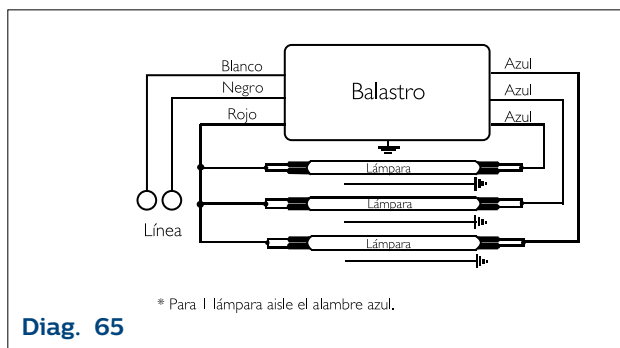 Blanco
Negro
Rojo
Balastro
Azul
Azul
Azul
Lámpara
Lámpara
Lámpara
Línea
* Para 1 lámpara aisle el alambre azul.
Diag. 65